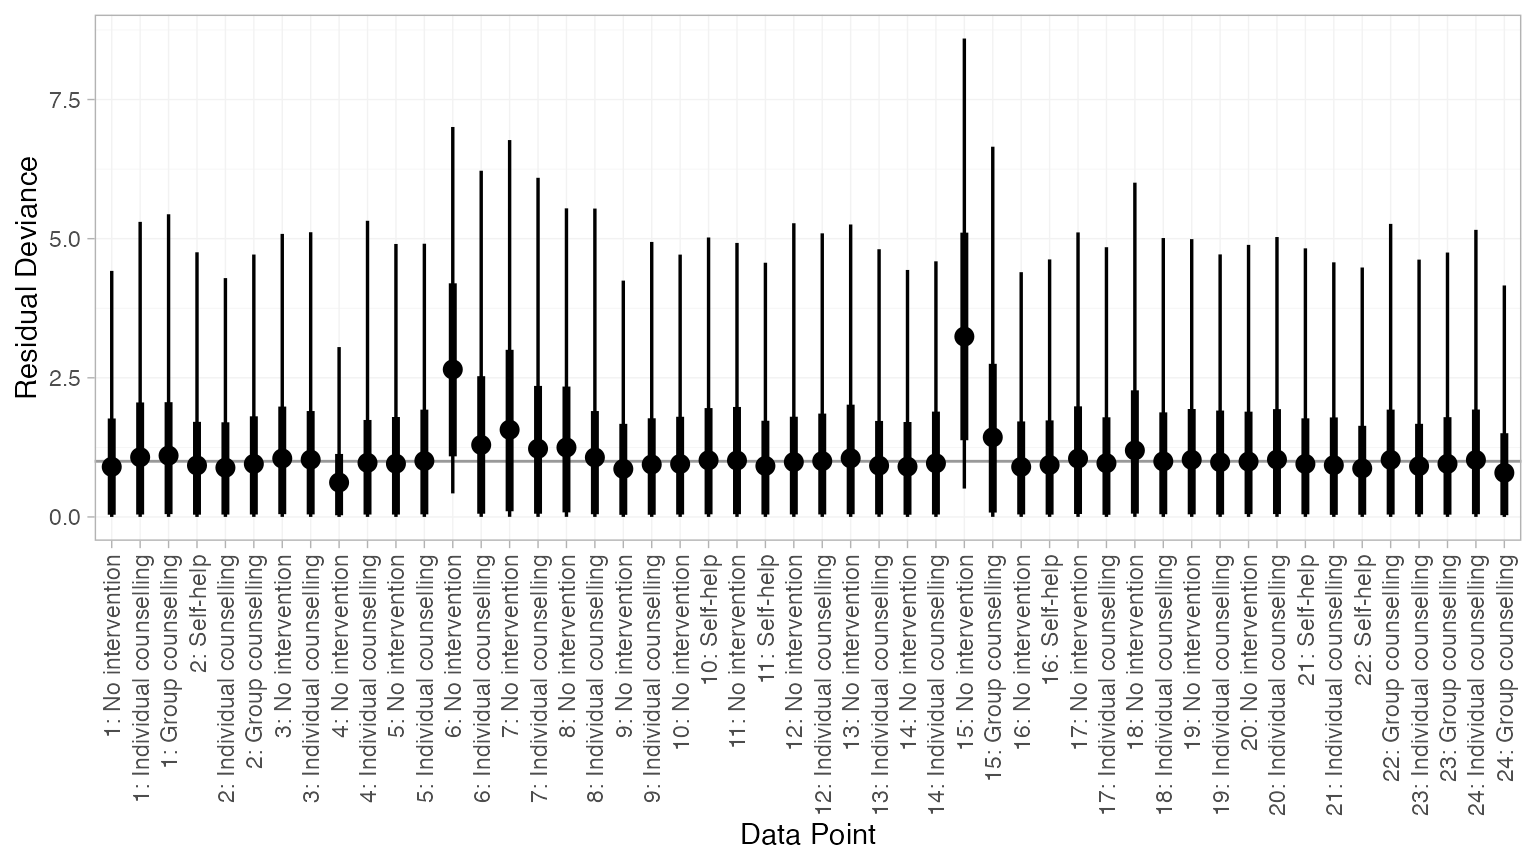 7.5
5.0
2.5
0.0
Residual Deviance
1: No intervention
1: Individual counselling
1: Group counselling
2: Self-help
2: Individual counselling
2: Group counselling
3: No intervention
3: Individual counselling
4: No intervention
4: Individual counselling
5: No intervention
5: Individual counselling
6: No intervention
6: Individual counselling
7: No intervention
7: Individual counselling
8: No intervention
8: Individual counselling
9: No intervention
9: Individual counselling
10: No intervention
10: Self-help
11: No intervention
11: Self-help
12: No intervention
12: Individual counselling
13: No intervention
13: Individual counselling
14: No intervention
14: Individual counselling
15: No intervention
15: Group counselling
16: No intervention
16: Self-help
17: No intervention
17: Individual counselling
18: No intervention
18: Individual counselling
19: No intervention
19: Individual counselling
20: No intervention
20: Individual counselling
21: Self-help
21: Individual counselling
22: Self-help
22: Group counselling
23: Individual counselling
23: Group counselling
24: Individual counselling
24: Group counselling
Data Point